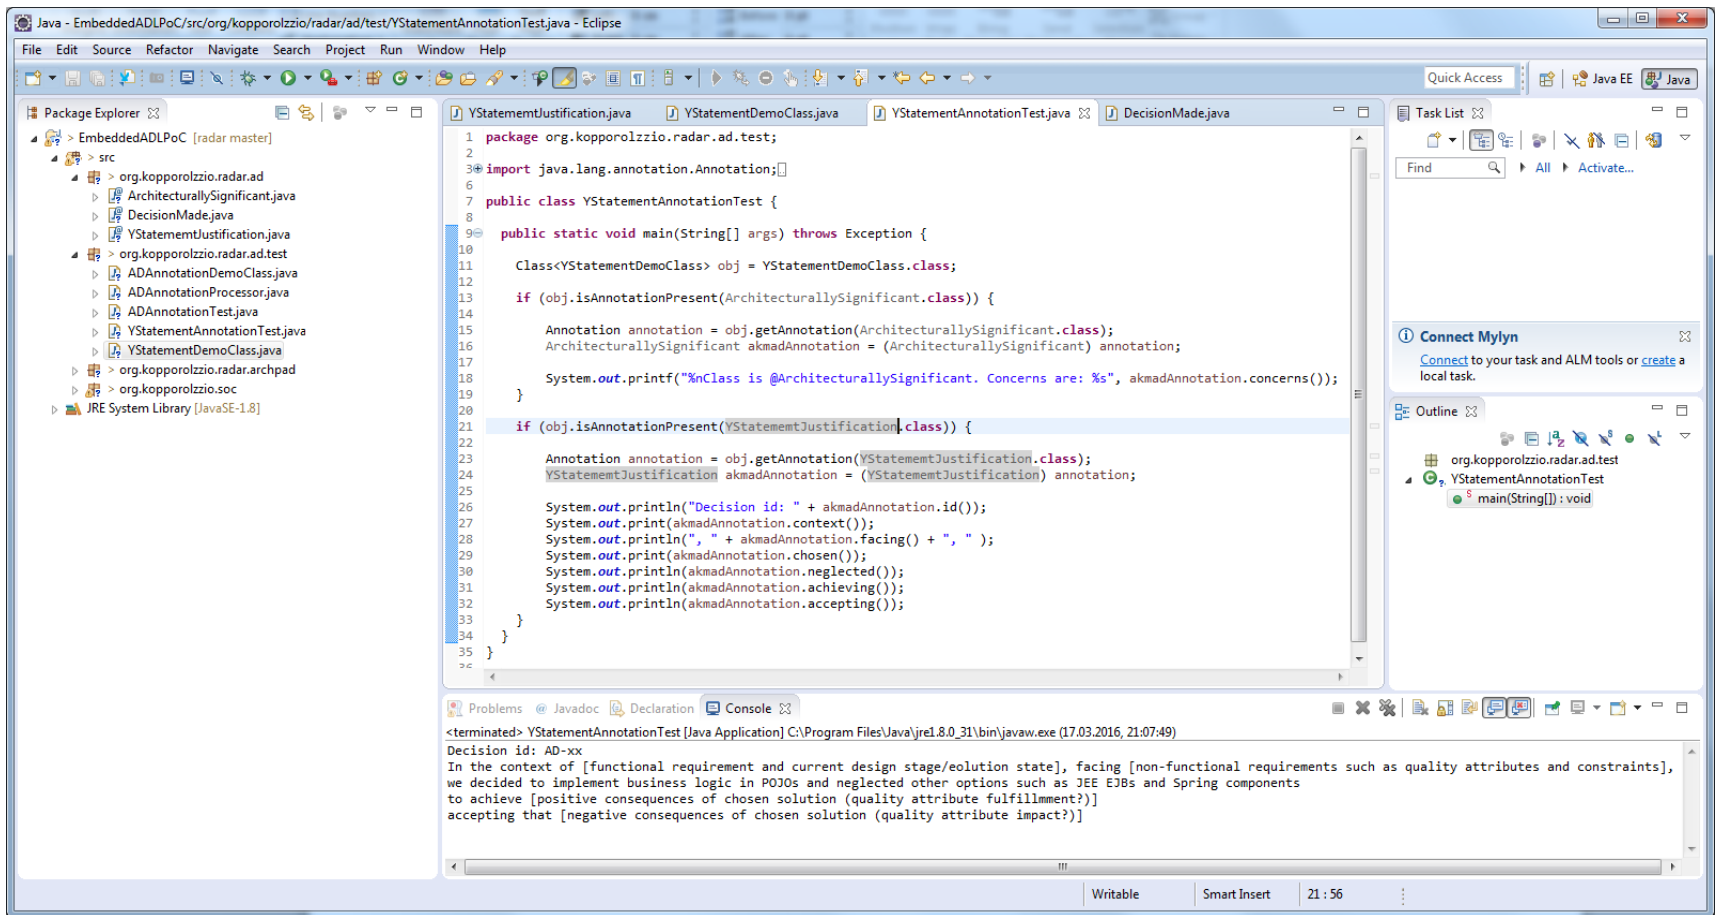 Java - EmbeddedADLPoC/src/org/kopporolzzio/radar/ad/test/YStatementAnnotationTest.java - Eclipse
File Edit Source Refactor Navigate Search Project Run Window Help
Quick Access Java EE Java
Package Explorer
> EmbeddedADLPoC [radar master]
> src
> org.kopporolzzio.radar.ad
ArchitecturallySignificant.java
DecisionMade.java
YStatememtJustification.java
> org.kopporolzzio.radar.ad.test
ADAnnotationDemoClass.java
ADAnnotationProcessor.java
ADAnnotationTest.java
YStatementAnnotationTest.java
YStatementDemoClass.java
> org.kopporolzzio.radar.archpad
> org.kopporolzzio.soc
JRE System Library [JavaSE-1.8]
YStatememtJustification.java YStatementDemoClass.java YStatementAnnotationTest.java DecisionMade.java
1 package org.kopporolzzio.radar.ad.test;
2
3 import java.lang.annotation.Annotation;
6
7 public class YStatementAnnotationTest {
8
9 public static void main(String[] args) throws Exception {
10
11 Class<YStatementDemoClass> obj = YStatementDemoClass.class;
12
13 if (obj.isAnnotationPresent(ArchitecturallySignificant.class)) {
14
15 Annotation annotation = obj.getAnnotation(ArchitecturallySignificant.class);
16 ArchitecturallySignificant akmadAnnotation = (ArchitecturallySignificant) annotation;
17
18 System.out.printf("%nClass is @ArchitecturallySignificant. Concerns are: %s", akmadAnnotation.concerns());
19 }
20
21 if (obj.isAnnotationPresent(YStatememtJustification.class)) {
22
23 Annotation annotation = obj.getAnnotation(YStatememtJustification.class);
24 YStatememtJustification akmadAnnotation = (YStatememtJustification) annotation;
25
26 System.out.println("Decision id: " + akmadAnnotation.id());
27 System.out.print(akmadAnnotation.context());
28 System.out.println(", " + akmadAnnotation.facing() + ", " );
29 System.out.print(akmadAnnotation.chosen());
30 System.out.println(akmadAnnotation.neglected());
31 System.out.println(akmadAnnotation.achieving());
32 System.out.println(akmadAnnotation.accepting());
33 }
34 }
35 }
36
Task List
Find All Activate...
Connect Mylyn
Connect to your task and ALM tools or create a
local task.
Outline
org.kopporolzzio.radar.ad.test
YStatementAnnotationTest
main(String[]) : void
Problems @ Javadoc Declaration Console
<terminated> YStatementAnnotationTest [Java Application] C:\Program Files\Java\jre1.8.0_31\bin\javaw.exe (17.03.2016, 21:07:49)
Decision id: AD-xx
In the context of [functional requirement and current design stage/eolution state], facing [non-functional requirements such as quality attributes and constraints],
we decided to implement business logic in POJOs and neglected other options such as JEE EJBs and Spring components
to achieve [positive consequences of chosen solution (quality attribute fulfillmment?)]
accepting that [negative consequences of chosen solution (quality attribute impact?)]
Writable Smart Insert 21 : 56